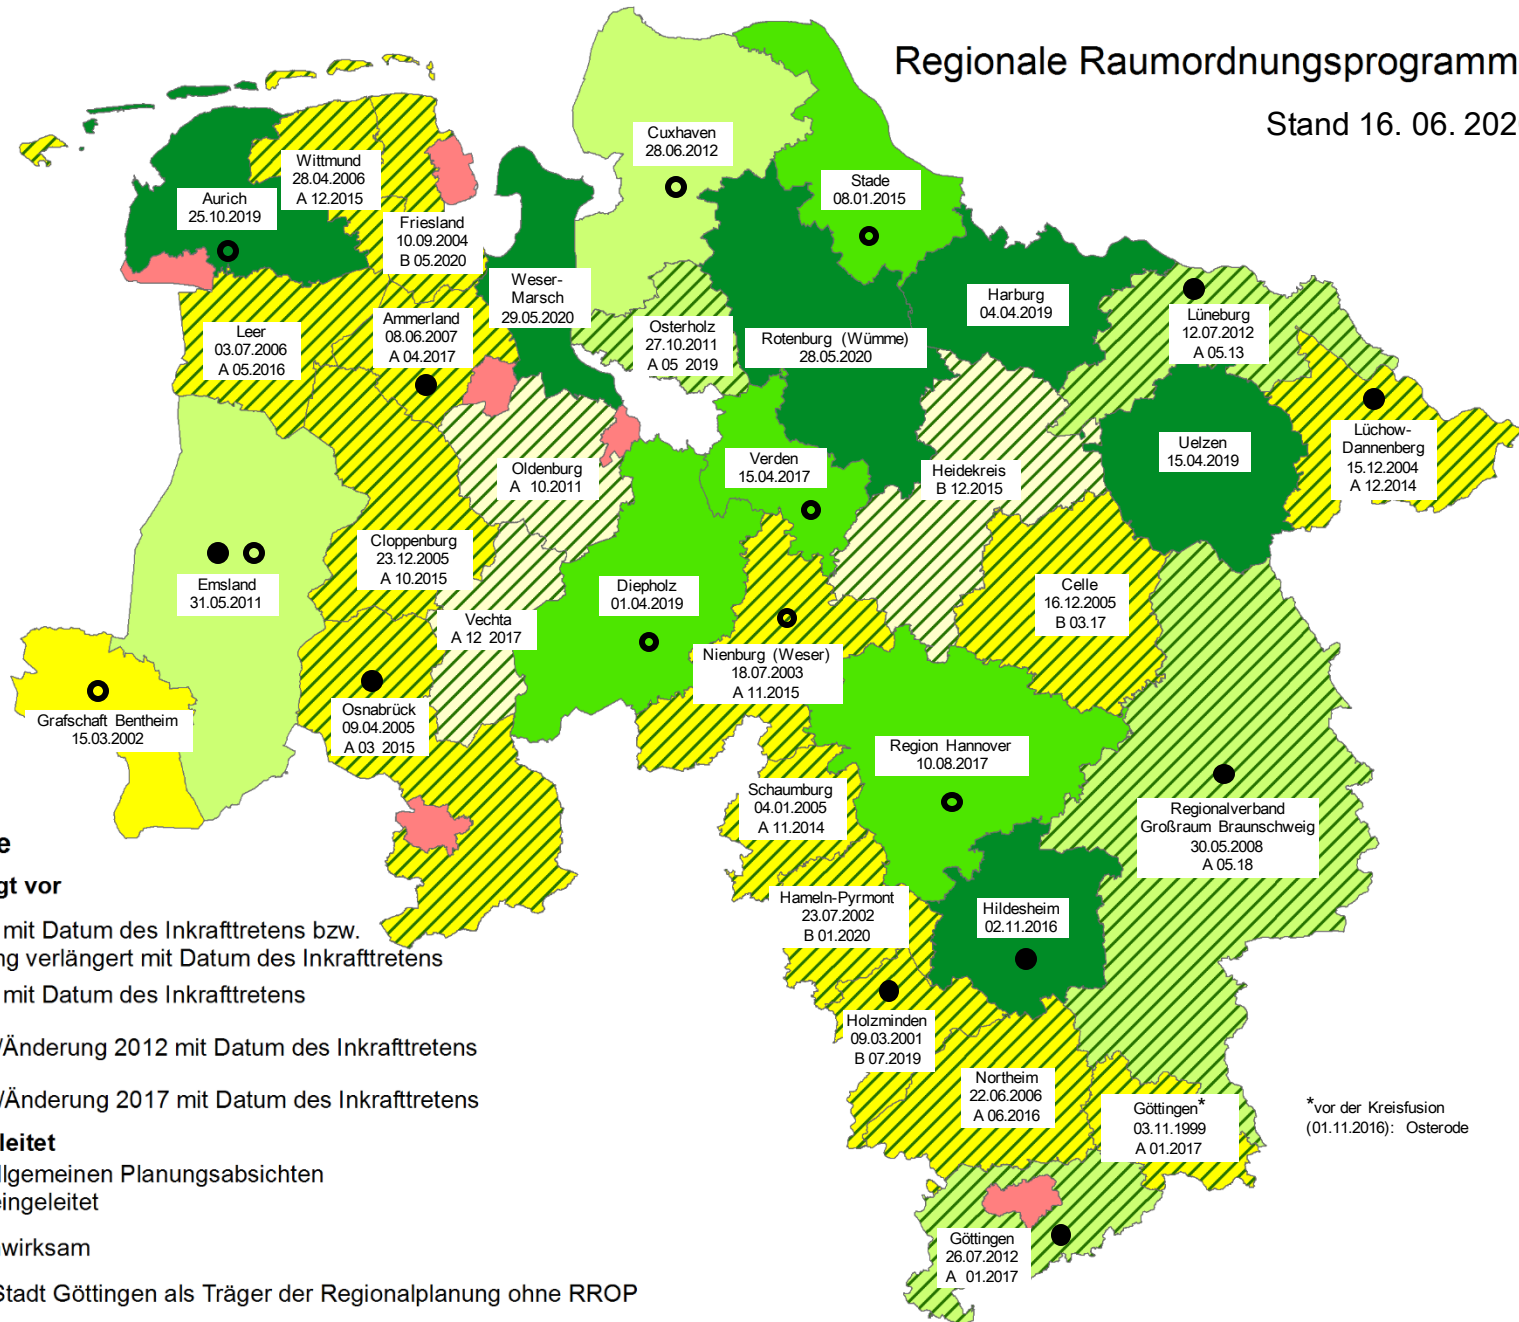 Regionale Raumordnungsprogramm
Stand 16. 06. 202
Cuxhaven
28.06.2012
Wittmund
28.04.2006
A 12.2015
Stade
08.01.2015
Aurich
25.10.2019
Friesland
10.09.2004
B 05.2020
Weser-
Marsch
29.05.2020
Harburg
04.04.2019
Lüneburg
12.07.2012
A 05.13
Leer
03.07.2006
A 05.2016
Ammerland
08.06.2007
A 04.2017
Osterholz
27.10.2011
A 05 2019
Rotenburg (Wümme)
28.05.2020
Lüchow-
Dannenberg
15.12.2004
A 12.2014
Uelzen
15.04.2019
Oldenburg
A 10.2011
Verden
15.04.2017
Heidekreis
B 12.2015
Cloppenburg
23.12.2005
A 10.2015
Emsland
31.05.2011
Diepholz
01.04.2019
Celle
16.12.2005
B 03.17
Vechta
A 12 2017
Nienburg (Weser)
18.07.2003
A 11.2015
Grafschaft Bentheim
15.03.2002
Osnabrück
09.04.2005
A 03 2015
Region Hannover
10.08.2017
Schaumburg
04.01.2005
A 11.2014
Regionalverband
Großraum Braunschweig
30.05.2008
A 05.18
Hameln-Pyrmont
23.07.2002
B 01.2020
Hildesheim
02.11.2016
Holzminden
09.03.2001
B 07.2019
Northeim
22.06.2006
A 06.2016
Göttingen*
03.11.1999
A 01.2017
*vor der Kreisfusion
(01.11.2016): Osterode
Göttingen
26.07.2012
A 01.2017
e
gt vor
mit Datum des Inkrafttretens bzw.
ng verlängert mit Datum des Inkrafttretens
mit Datum des Inkrafttretens
/Änderung 2012 mit Datum des Inkrafttretens
/Änderung 2017 mit Datum des Inkrafttretens
leitet
llgemeinen Planungsabsichten
eingeleitet
wirksam
Stadt Göttingen als Träger der Regionalplanung ohne RROP